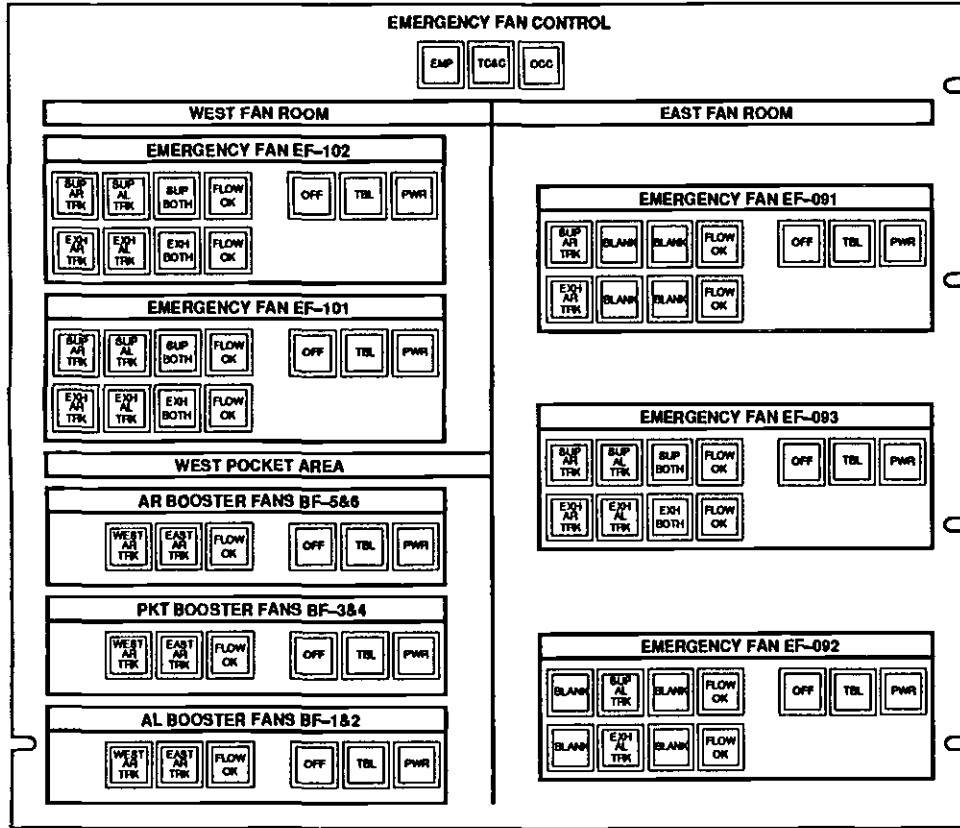 EMERGENCY FAN CONTROL
EMP TC&C OCC
WEST FAN ROOM
EMERGENCY FAN EF-102
SUP AR TRK SUP AL TRK SUP BOTH FLOW OK OFF TBL PWR
EXH AR TRK EXH AL TRK EXH BOTH FLOW OK
EMERGENCY FAN EF-101
SUP AR TRK SUP AL TRK SUP BOTH FLOW OK OFF TBL PWR
EXH AR TRK EXH AL TRK EXH BOTH FLOW OK
WEST POCKET AREA
AR BOOSTER FANS BF-5&6
WEST AR TRK EAST AR TRK FLOW OK OFF TBL PWR
PKT BOOSTER FANS BF-3&4
WEST AR TRK EAST AR TRK FLOW OK OFF TBL PWR
AL BOOSTER FANS BF-1&2
WEST AR TRK EAST AR TRK FLOW OK OFF TBL PWR
EAST FAN ROOM
EMERGENCY FAN EF-091
SUP AR TRK BLANK BLANK FLOW OK OFF TBL PWR
EXH AR TRK BLANK BLANK FLOW OK
EMERGENCY FAN EF-093
SUP AR TRK SUP AL TRK SUP BOTH FLOW OK OFF TBL PWR
EXH AR TRK EXH AL TRK EXH BOTH FLOW OK
EMERGENCY FAN EF-092
BLANK SUP AL TRK BLANK FLOW OK OFF TBL PWR
BLANK EXH AL TRK BLANK FLOW OK